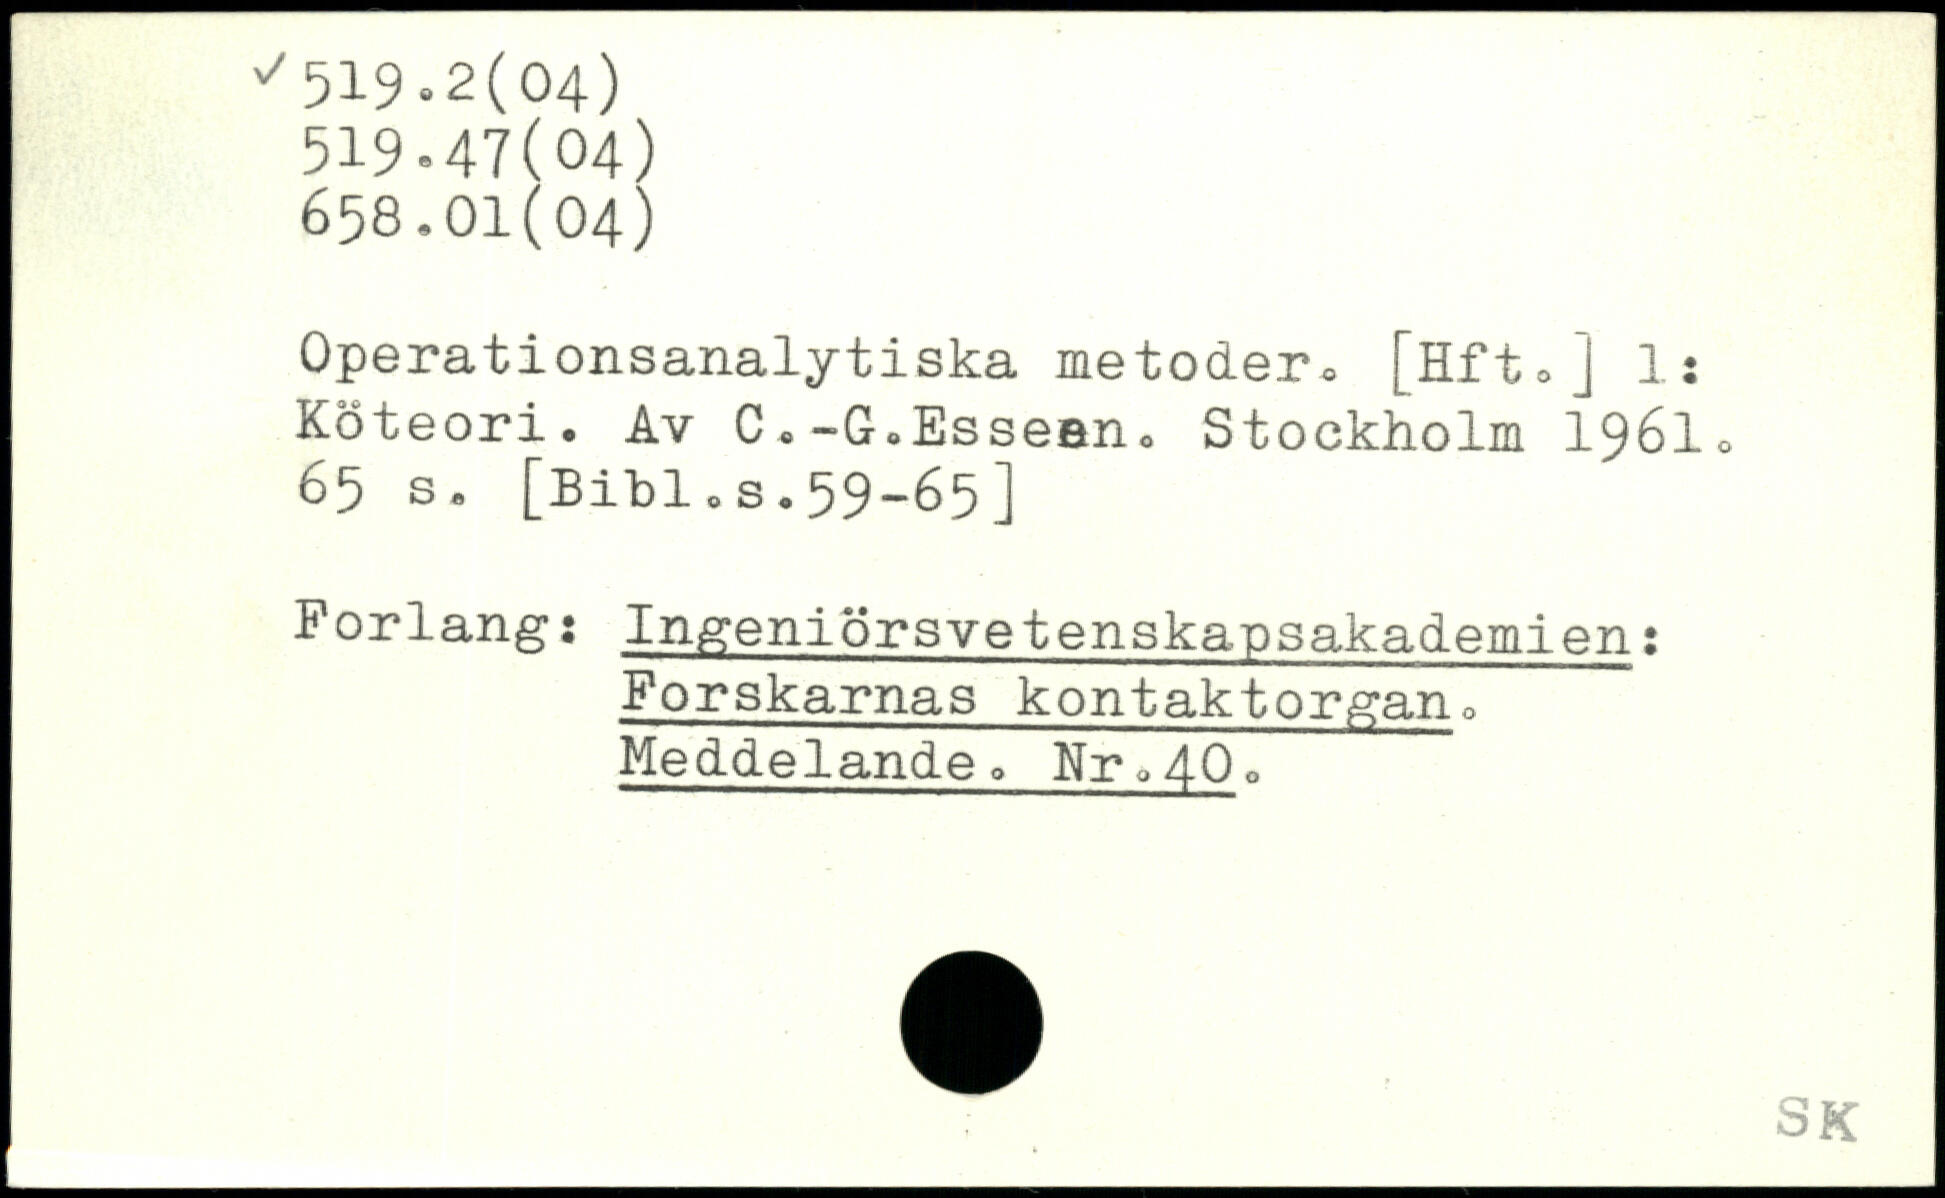 ✓ 519.2(04)
519.47(04)
658.01(04)
Operationsanalytiska metoder. [Hft.] 1:
Köteori. Av C.-G.Esseen. Stockholm 1961.
65 s. [Bibl.s.59-65]
Forlang: Ingeniörsvetenskapsakademien:
Forskarnas kontaktorgan.
Meddelande. Nr.40.
SK